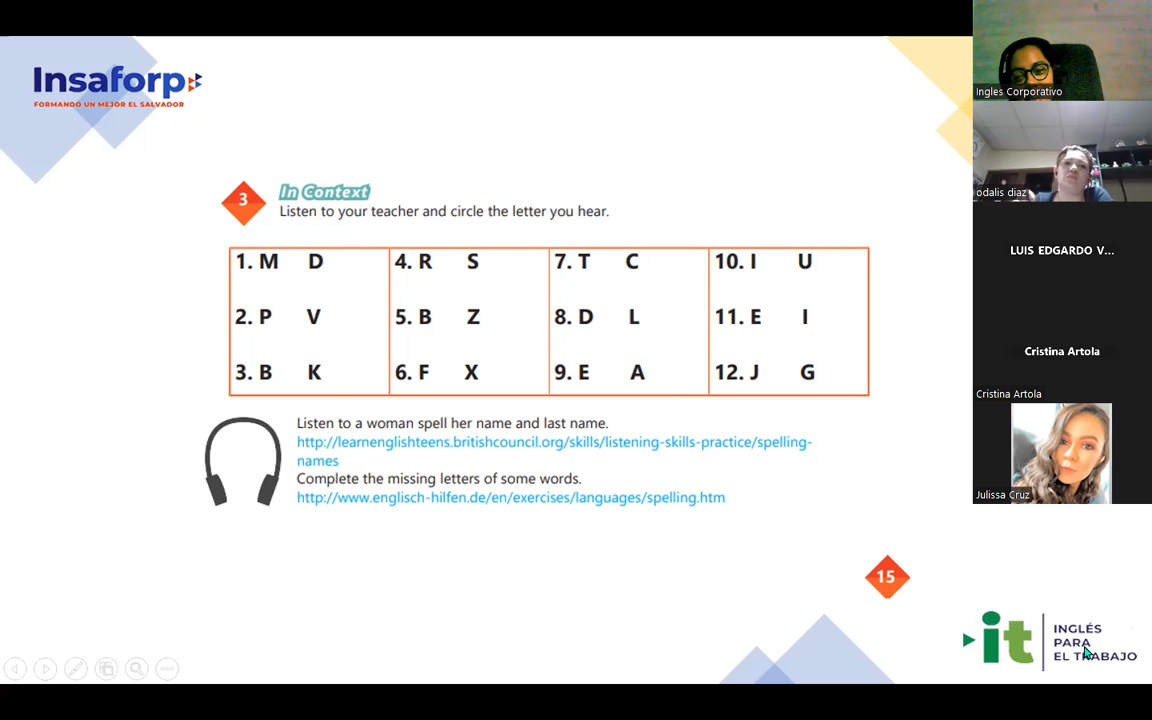 Insaforp
FORMANDO UN MEJOR EL SALVADOR
3
In Context
Listen to your teacher and circle the letter you hear.
1. M D
4. R S
7. T C
10. I U
2. P V
5. B Z
8. D L
11. E I
3. B K
6. F X
9. E A
12. J G
Listen to a woman spell her name and last name.
http://learnenglishteens.britishcouncil.org/skills/listening-skills-practice/spelling-
names
Complete the missing letters of some words.
http://www.englisch-hilfen.de/en/exercises/languages/spelling.htm
15
it
INGLÉS
PARA
EL TRABAJO
Ingles Corporativo
odalis diaz
LUIS EDGARDO V...
Cristina Artola
Cristina Artola
Julissa Cruz